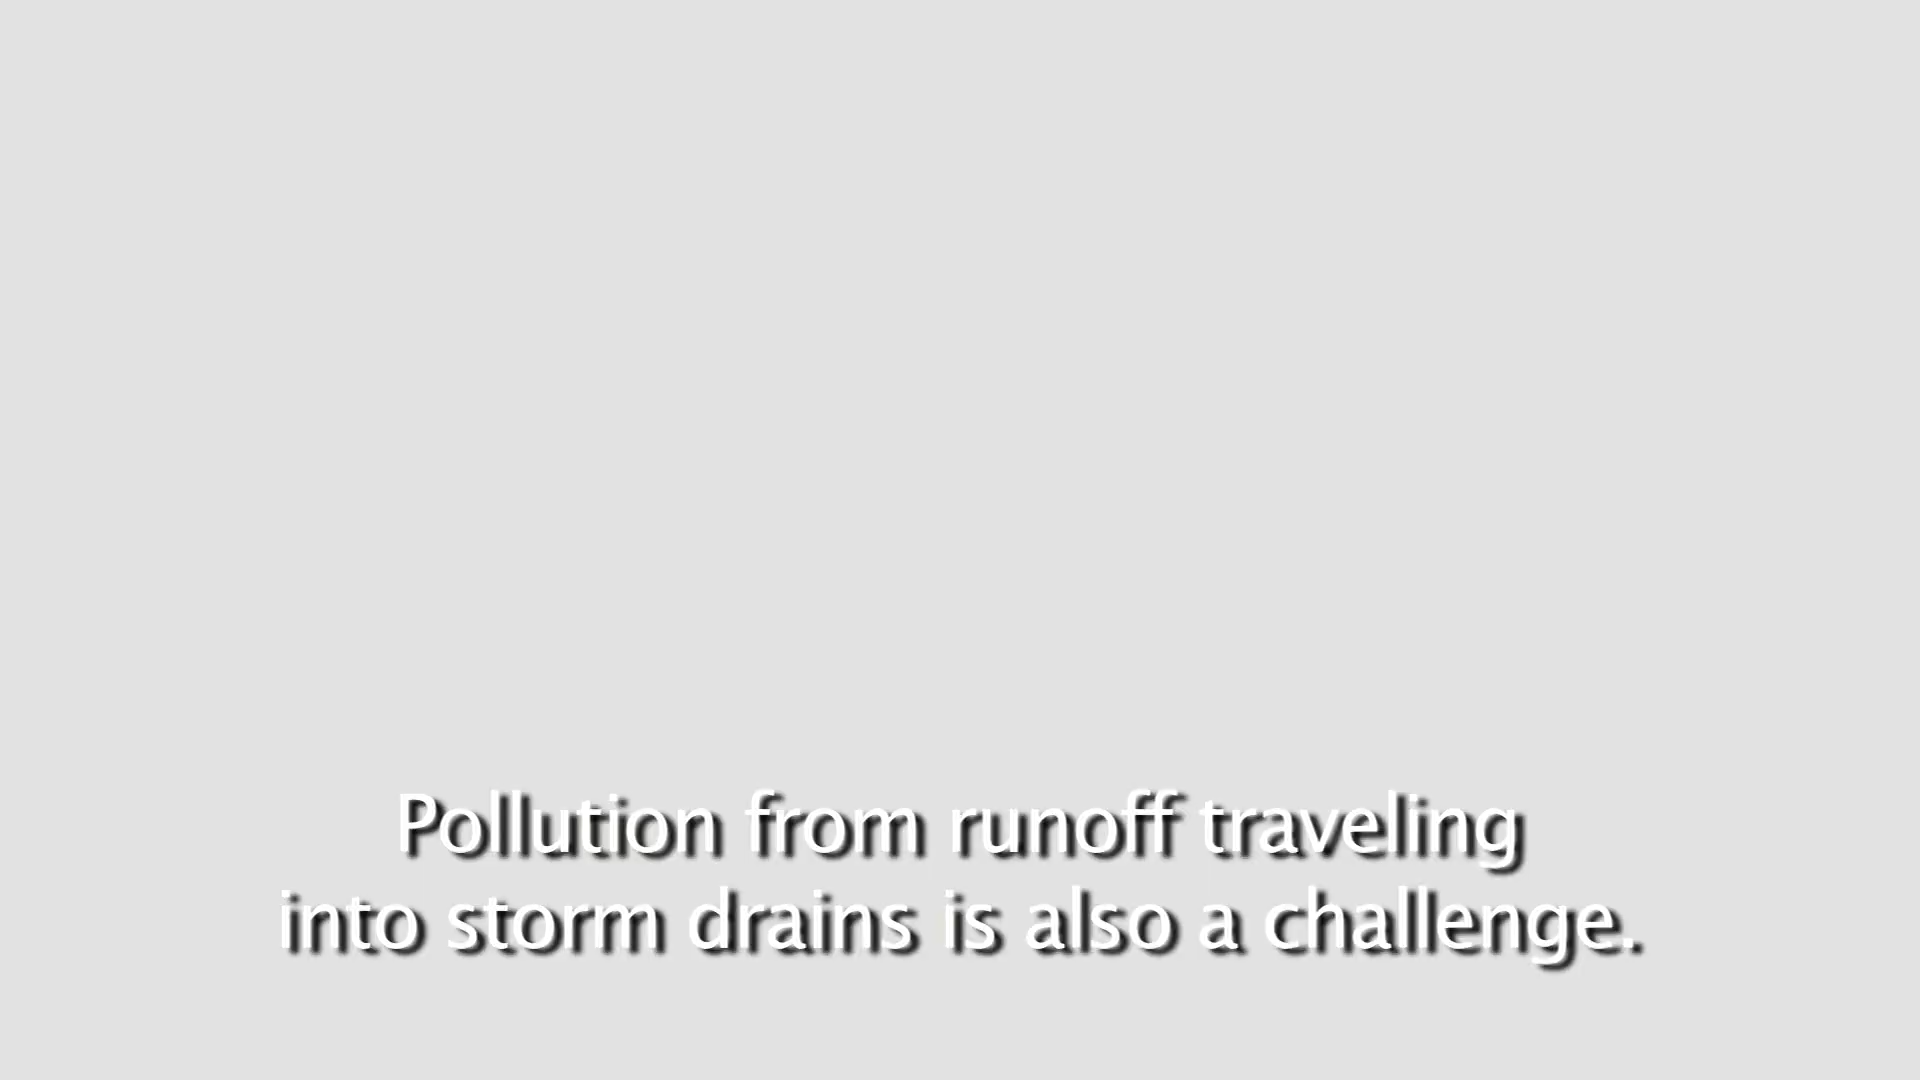 Pollution from runoff traveling
into storm drains is also a challenge.